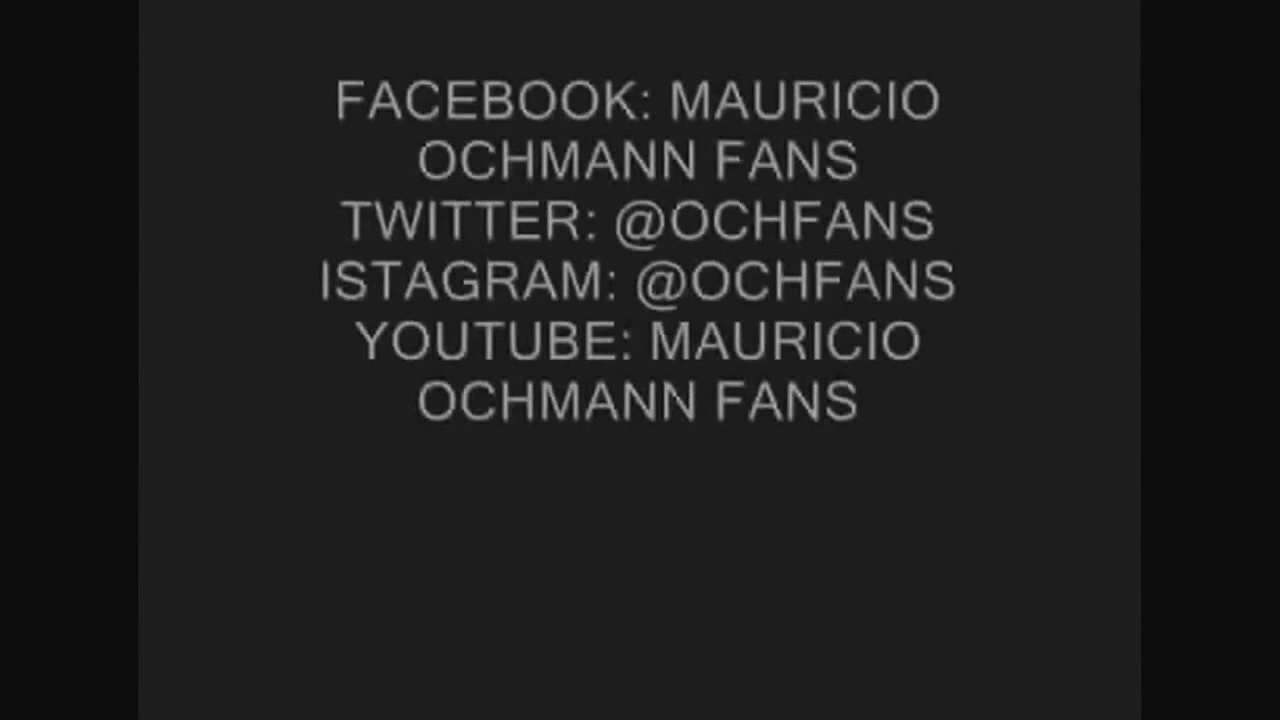 FACEBOOK: MAURICIO
OCHMANN FANS
TWITTER: @OCHFANS
ISTAGRAM: @OCHFANS
YOUTUBE: MAURICIO
OCHMANN FANS